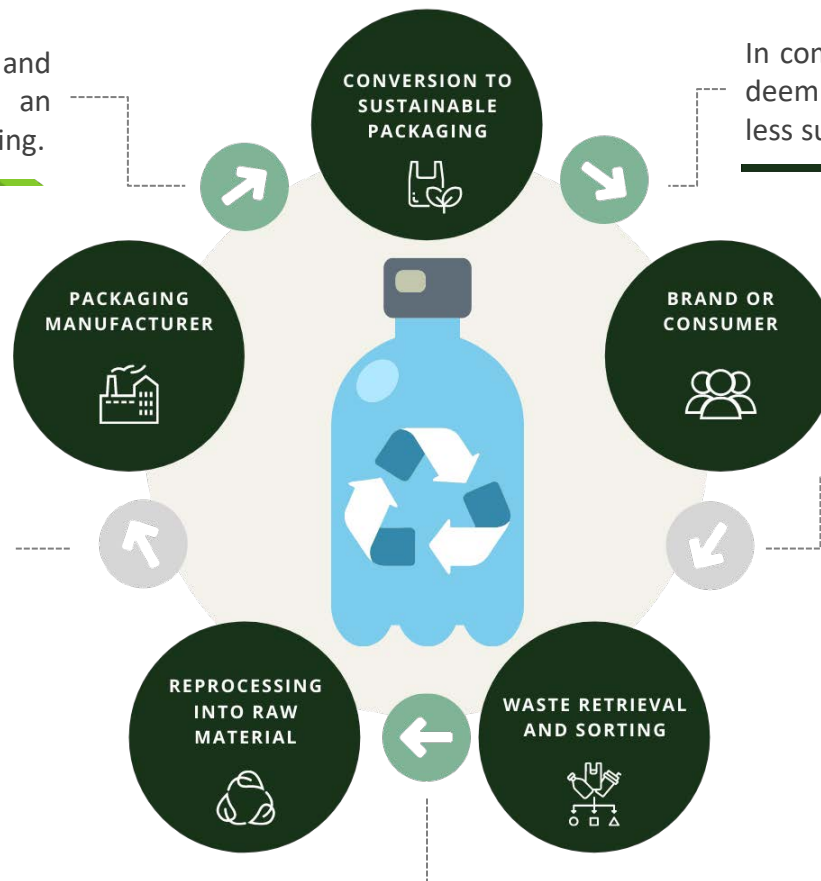 and
an
ing.
CONVERSION TO
SUSTAINABLE
PACKAGING
In con
deem
less su
PACKAGING
MANUFACTURER
BRAND OR
CONSUMER
REPROCESSING
INTO RAW
MATERIAL
WASTE RETRIEVAL
AND SORTING